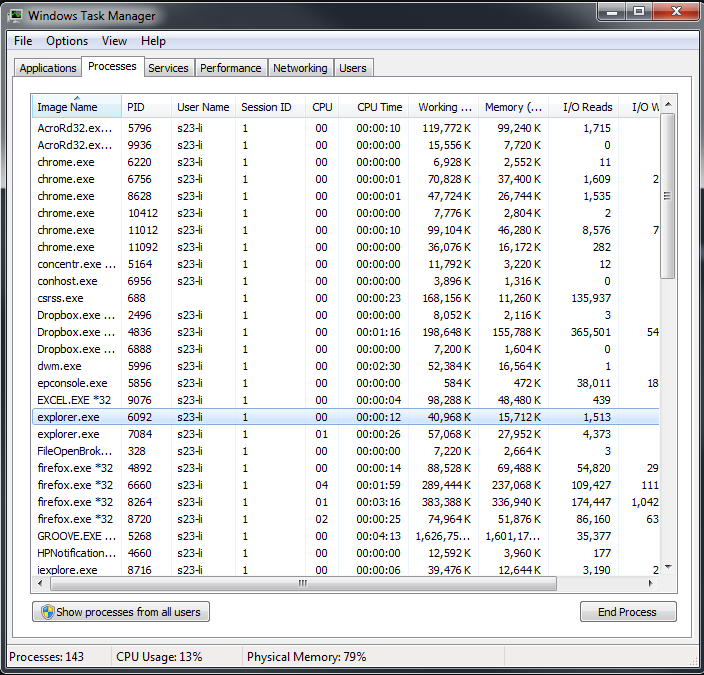 Windows Task Manager
File Options View Help
Applications Processes Services Performance Networking Users
Image Name PID User Name Session ID CPU CPU Time Working ... Memory (... I/O Reads I/O W
AcroRd32.ex... 5796 s23-li 1 00 00:00:10 119,772 K 99,240 K 1,715
AcroRd32.ex... 9936 s23-li 1 00 00:00:00 15,556 K 7,720 K 0
chrome.exe 6220 s23-li 1 00 00:00:00 6,928 K 2,552 K 11
chrome.exe 6756 s23-li 1 00 00:00:01 70,828 K 37,400 K 1,609 2
chrome.exe 8628 s23-li 1 00 00:00:01 47,724 K 26,744 K 1,535
chrome.exe 10412 s23-li 1 00 00:00:00 7,776 K 2,804 K 2
chrome.exe 11012 s23-li 1 00 00:00:10 99,104 K 46,280 K 8,576 7
chrome.exe 11092 s23-li 1 00 00:00:00 36,076 K 16,172 K 282
concentr.exe ... 5164 s23-li 1 00 00:00:00 11,792 K 3,220 K 12
conhost.exe 6956 s23-li 1 00 00:00:00 3,896 K 1,316 K 0
csrss.exe 688 1 00 00:00:23 168,156 K 11,260 K 135,937
Dropbox.exe ... 2496 s23-li 1 00 00:00:00 8,052 K 2,116 K 3
Dropbox.exe ... 4836 s23-li 1 00 00:01:16 198,648 K 155,788 K 365,501 54
Dropbox.exe ... 6888 s23-li 1 00 00:00:00 7,200 K 1,604 K 0
dwm.exe 5996 s23-li 1 00 00:02:30 52,384 K 16,564 K 1
epconsole.exe 5856 s23-li 1 00 00:00:00 584 K 472 K 38,011 18
EXCEL.EXE *32 9076 s23-li 1 00 00:00:04 98,288 K 48,480 K 439
explorer.exe 6092 s23-li 1 00 00:00:12 40,968 K 15,712 K 1,513
explorer.exe 7084 s23-li 1 01 00:00:26 57,068 K 27,952 K 4,373
FileOpenBrok... 328 s23-li 1 00 00:00:00 7,220 K 2,664 K 3
firefox.exe *32 4892 s23-li 1 00 00:00:14 88,528 K 69,488 K 54,820 29
firefox.exe *32 6660 s23-li 1 04 00:01:59 289,444 K 237,068 K 109,427 111
firefox.exe *32 8264 s23-li 1 01 00:03:16 383,388 K 336,940 K 174,447 1,042
firefox.exe *32 8720 s23-li 1 02 00:00:25 74,964 K 51,876 K 86,160 63
GROOVE.EXE ... 5268 s23-li 1 00 00:04:13 1,626,75... 1,601,17... 35,377
HPNotification... 4660 s23-li 1 00 00:00:00 12,592 K 3,960 K 177
iexplore.exe 8716 s23-li 1 00 00:00:06 39,476 K 12,644 K 3,190 2
Show processes from all users End Process
Processes: 143 CPU Usage: 13% Physical Memory: 79%